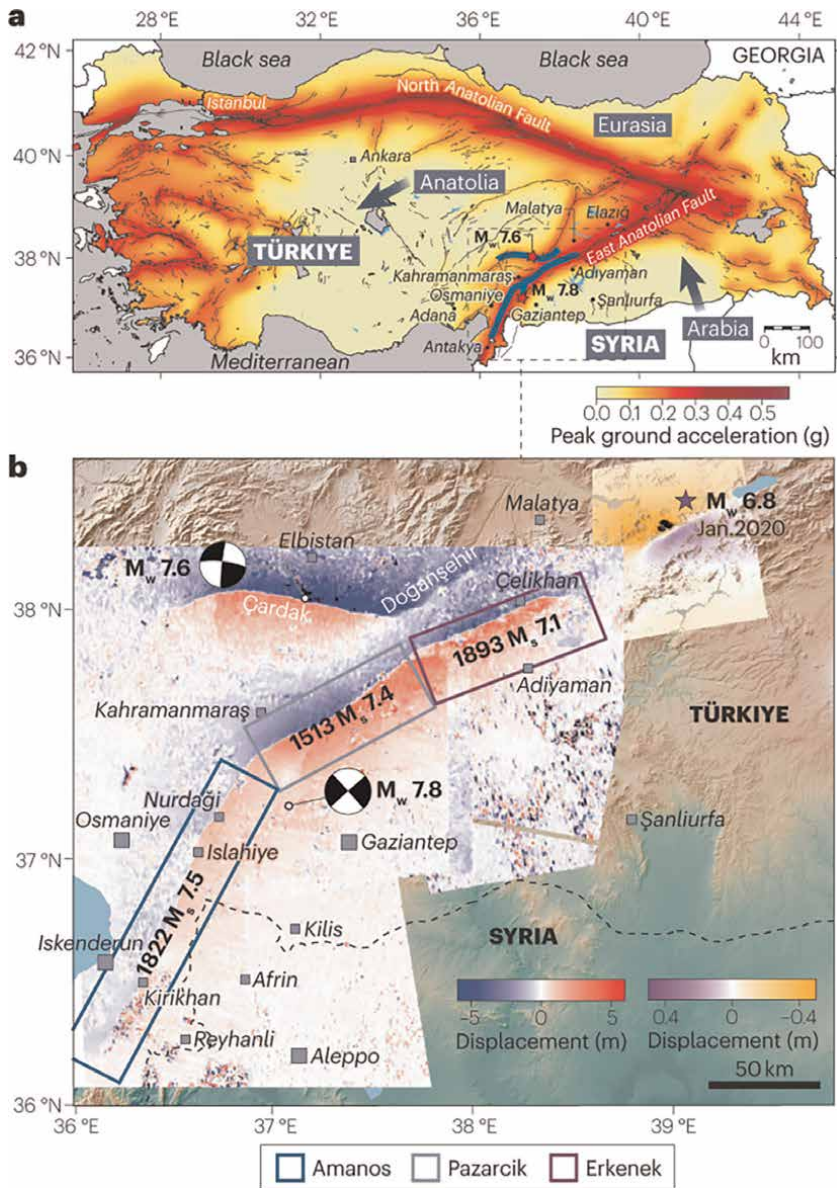 a
28°E 32°E 36°E 40°E 44°E
42°N
40°N
38°N
36°N
Black sea
Black sea
GEORGIA
Istanbul
North Anatolian Fault
Eurasia
Ankara
Anatolia
Malatya
Elazığ
East Anatolian Fault
TÜRKIYE
Mw 7.6
Kahramanmaraş
Adiyaman
Osmaniye
Mw 7.8
Adana
Gaziantep
Şanlıurfa
Antakya
SYRIA
Arabia
Mediterranean
0 100
km
0.0 0.1 0.2 0.3 0.4 0.5
Peak ground acceleration (g)
b
Malatya
Mw 6.8
Jan.2020
Elbistan
Mw 7.6
Doğanşehir
Çelikhan
Çardak
38°N
1893 Ms 7.1
Adiyaman
Kahramanmaraş
1513 Ms 7.4
TÜRKIYE
Mw 7.8
Nurdaği
Osmaniye
Şanliurfa
Gaziantep
Islahiye
37°N
1822 Ms 7.5
Kilis
SYRIA
Iskenderun
Afrin
Kirikhan
Reyhanli
Aleppo
-5 0 5
Displacement (m)
0.4 0 -0.4
Displacement (m)
50 km
36°N
36°E 37°E 38°E 39°E
Amanos Pazarcik Erkenek